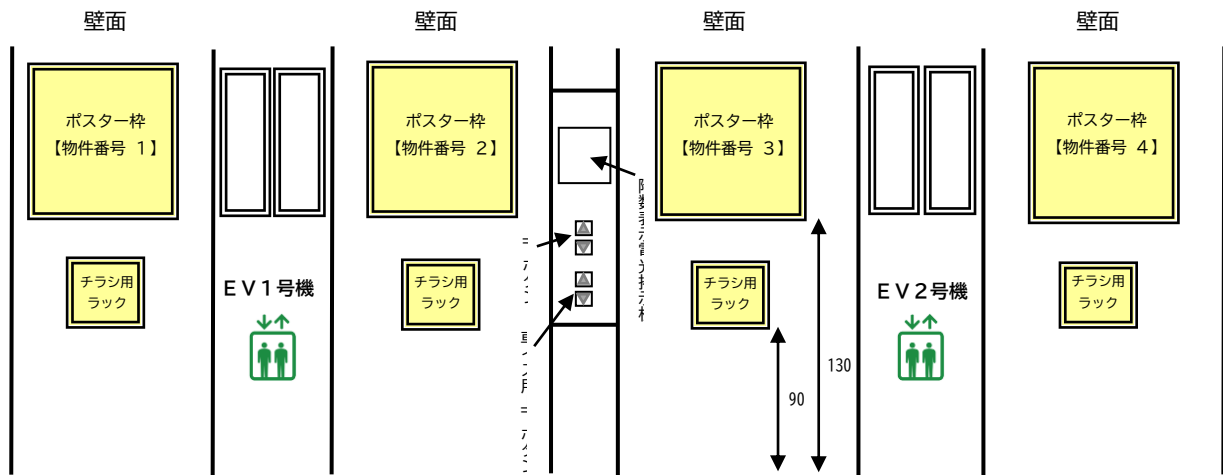 壁面
壁面
壁面
壁面
ポスター枠
【物件番号 1】
ポスター枠
【物件番号 2】
ポスター枠
【物件番号 3】
ポスター枠
【物件番号 4】
チラシ用
ラック
EV1号機
チラシ用
ラック
チラシ用
ラック
EV2号機
チラシ用
ラック
130
90